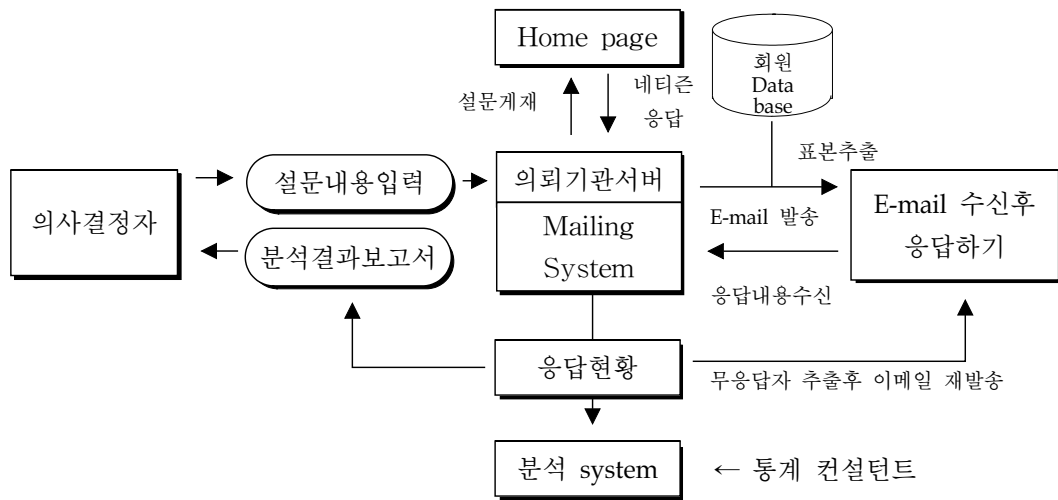 Home page
회원
Data
base
설문게재
네티즌
응답
표본추출
의사결정자
설문내용입력
분석결과보고서
의뢰기관서버
Mailing
System
E-mail 발송
응답내용수신
E-mail 수신후
응답하기
응답현황
무응답자 추출후 이메일 재발송
분석 system
← 통계 컨설턴트